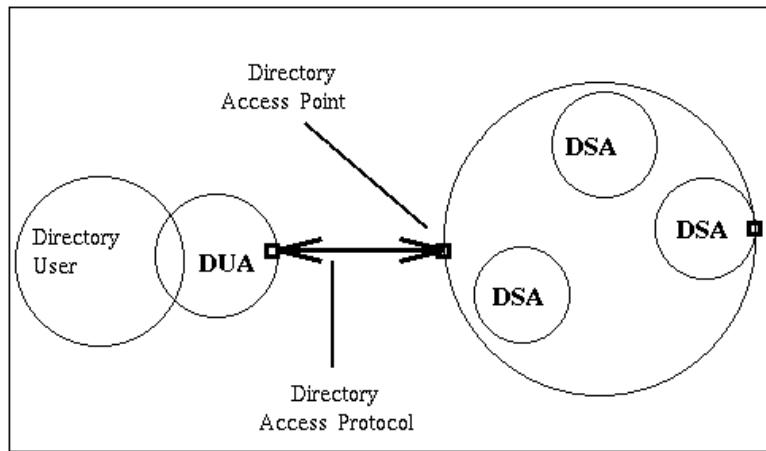 Directory
Access Point
DSA
DSA
Directory
User
DUA
DSA
Directory
Access Protocol